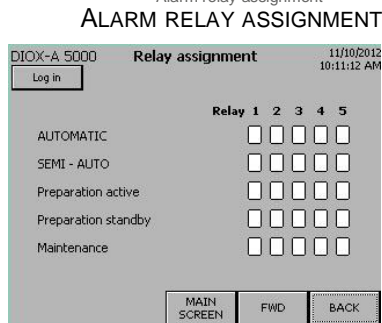 Alarm relay assignment
ALARM RELAY ASSIGNMENT
DIOX-A 5000 Relay assignment 11/10/2012
Log in 10:11:12 AM
Relay 1 2 3 4 5
AUTOMATIC
SEMI - AUTO
Preparation active
Preparation standby
Maintenance
MAIN SCREEN FWD BACK